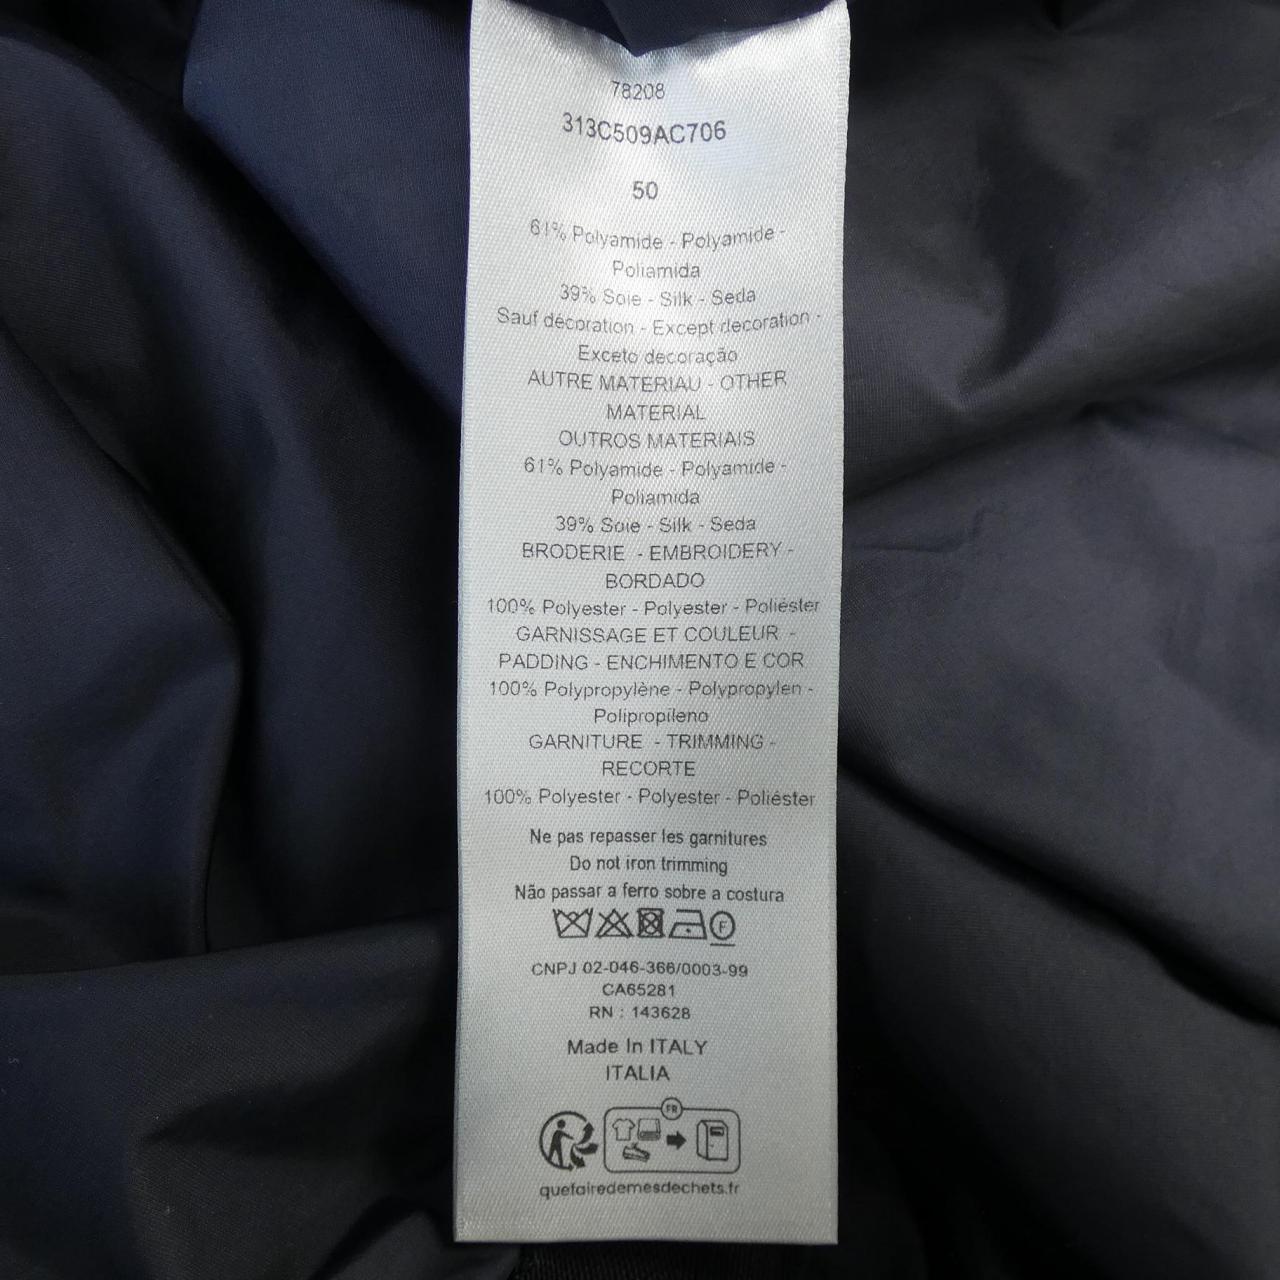 78208
313C509AC706
50
61% Polyamide - Polyamide -
Poliamida
39% Soie - Silk - Seda
Sauf décoration - Except decoration -
Exceto decoração
AUTRE MATERIAU - OTHER
MATERIAL
OUTROS MATERIAIS
61% Polyamide - Polyamide -
Poliamida
39% Soie - Silk - Seda
BRODERIE - EMBROIDERY -
BORDADO
100% Polyester - Polyester - Poliéster
GARNISSAGE ET COULEUR -
PADDING - ENCHIMENTO E COR
100% Polypropylène - Polypropylen -
Polipropileno
GARNITURE - TRIMMING -
RECORTE
100% Polyester - Polyester - Poliéster
Ne pas repasser les garnitures
Do not iron trimming
Não passar a ferro sobre a costura
F
CNPJ 02-046-366/0003-99
CA65281
RN : 143628
Made In ITALY
ITALIA
FR
quefairedemesdechets.fr